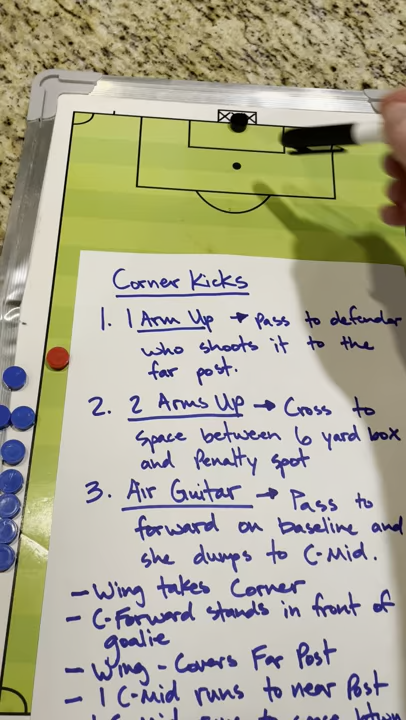 Corner Kicks
1. 1 Arm Up → Pass to defender
who shoots it to the
far post.
2. 2 Arms Up → Cross to
space between 6 yard box
and Penalty spot
3. Air Guitar → Pass to
forward on baseline and
she dumps to C-Mid.
- Wing takes Corner
- C-Forward stands in front of
goalie
- Wing - Covers Far Post
- 1 C-Mid runs to near Post